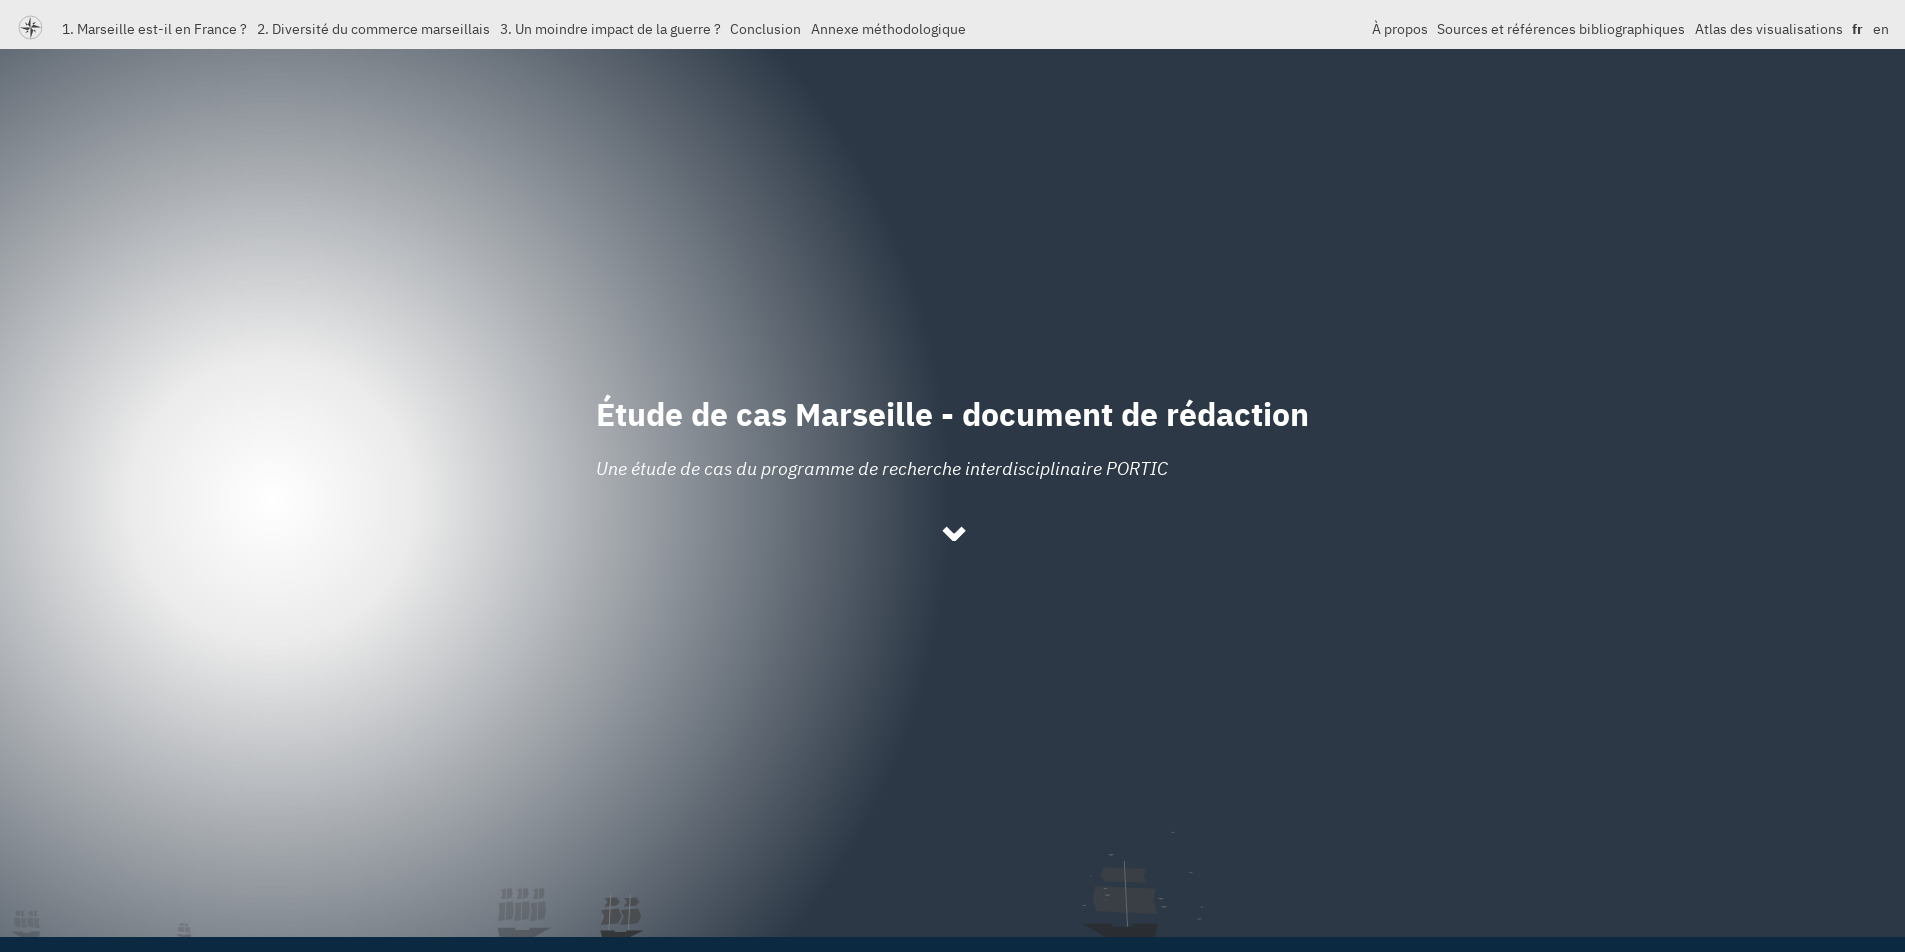 1. Marseille est-il en France ? 2. Diversité du commerce marseillais 3. Un moindre impact de la guerre ? Conclusion Annexe méthodologique À propos Sources et références bibliographiques Atlas des visualisations fr en
Étude de cas Marseille - document de rédaction
Une étude de cas du programme de recherche interdisciplinaire PORTIC